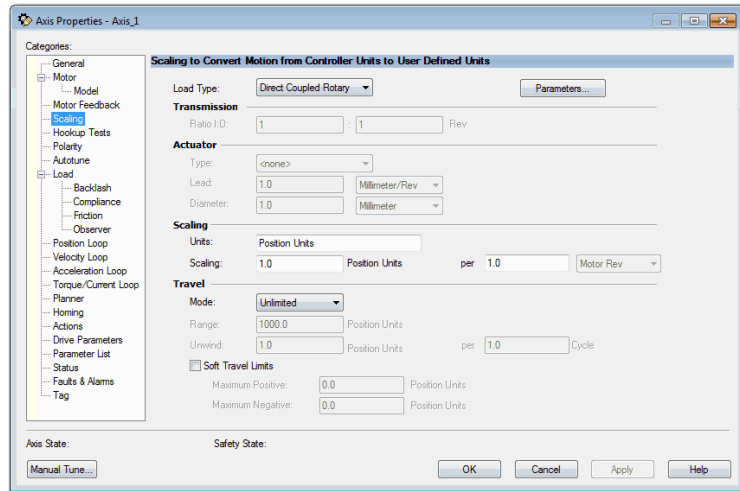 Axis Properties - Axis_1
Categories:
General
Motor
Model
Motor Feedback
Scaling
Hookup Tests
Polarity
Autotune
Load
Backlash
Compliance
Friction
Observer
Position Loop
Velocity Loop
Acceleration Loop
Torque/Current Loop
Planner
Homing
Actions
Drive Parameters
Parameter List
Status
Faults & Alarms
Tag
Scaling to Convert Motion from Controller Units to User Defined Units
Load Type: Direct Coupled Rotary Parameters...
Transmission
Ratio I:O: 1 : 1 Rev
Actuator
Type: <none>
Lead: 1.0 Millimeter/Rev
Diameter: 1.0 Millimeter
Scaling
Units: Position Units
Scaling: 1.0 Position Units per 1.0 Motor Rev
Travel
Mode: Unlimited
Range: 1000.0 Position Units
Unwind: 1.0 Position Units per 1.0 Cycle
Soft Travel Limits
Maximum Positive: 0.0 Position Units
Maximum Negative: 0.0 Position Units
Axis State: Safety State:
Manual Tune... OK Cancel Apply Help